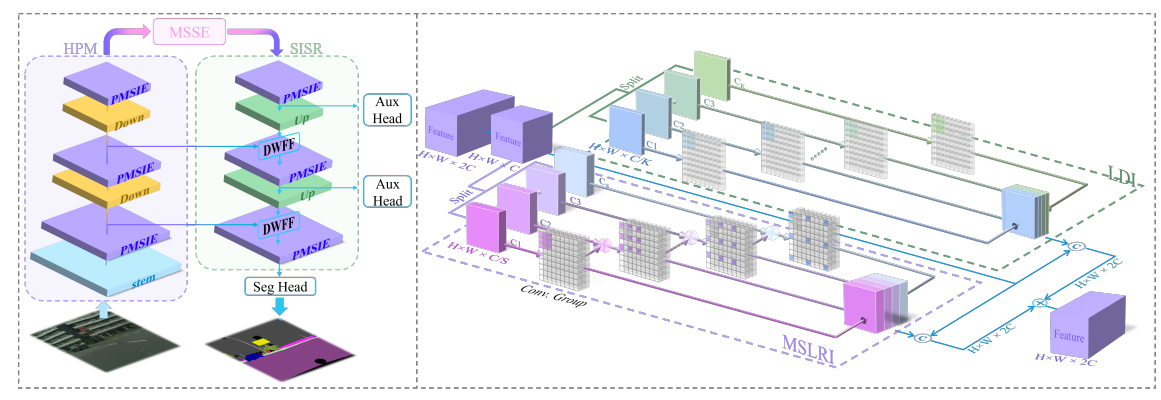 MSSE
HPM
SISR
PMSIE
Down
PMSIE
Down
PMSIE
stem
PMSIE
Up
DWFF
PMSIE
Up
DWFF
PMSIE
Aux
Head
Aux
Head
Seg Head
Split
Feature
H×W × 2C
Feature
H×W
C1
C2
C3
H×W × C/K
LDI
Split
C1
C2
C3
H×W × C/S
Conv. Group
MSLRI
C
C
H×W × 2C
H×W × 2C
Feature
H×W × 2C